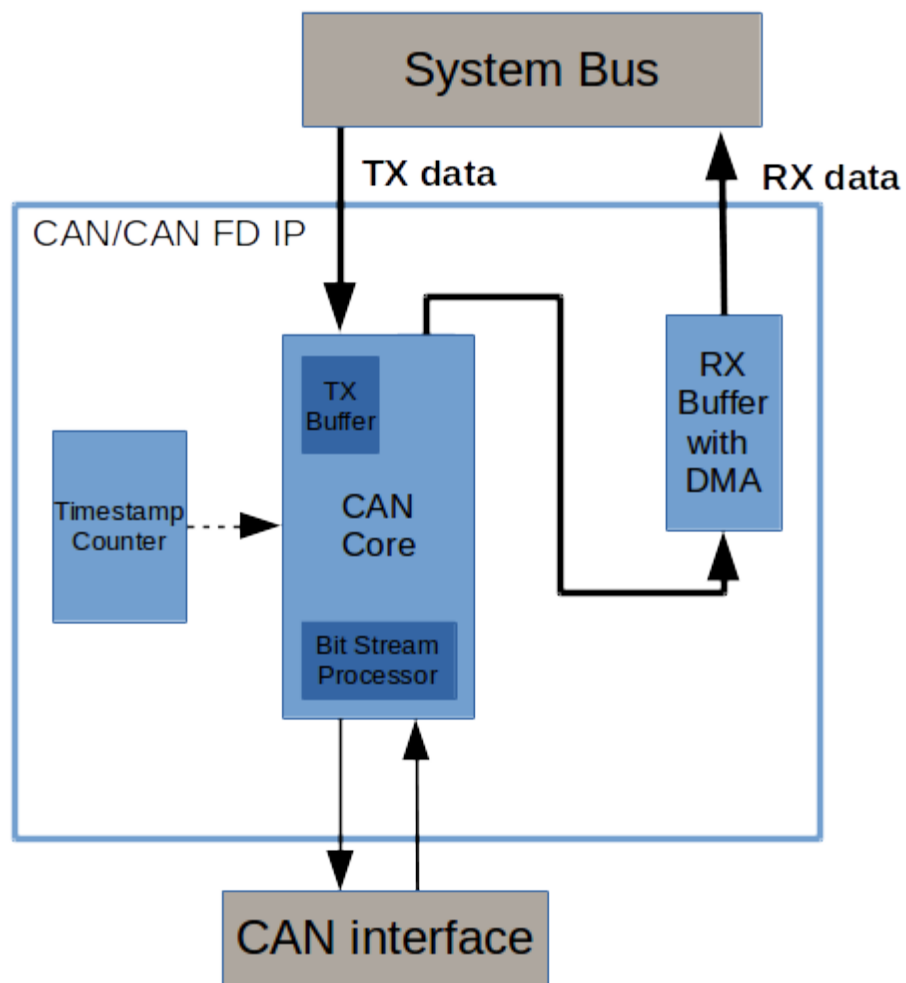 System Bus
TX data
RX data
CAN/CAN FD IP
TX
Buffer
RX
Buffer
with
DMA
Timestamp
Counter
CAN
Core
Bit Stream
Processor
CAN interface